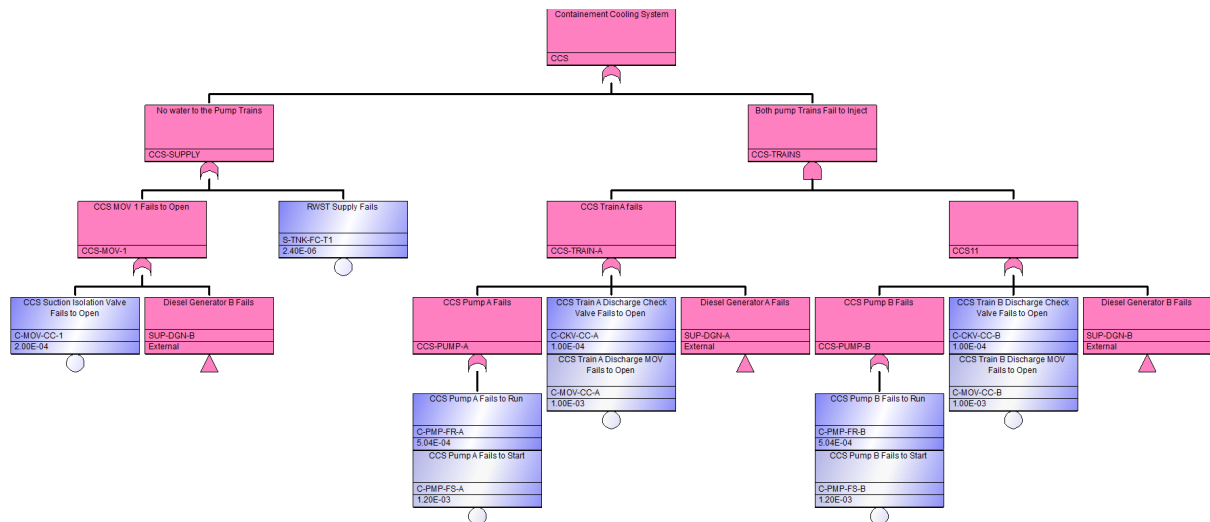 Containement Cooling System
CCS
No water to the Pump Trains
CCS-SUPPLY
Both pump Trains Fail to Inject
CCS-TRAINS
CCS MOV 1 Fails to Open
CCS-MOV-1
RWST Supply Fails
S-TNK-FC-T1
2.40E-06
CCS TrainA fails
CCS-TRAIN-A
CCS11
CCS Suction Isolation Valve
Fails to Open
C-MOV-CC-1
2.00E-04
Diesel Generator B Fails
SUP-DGN-B
External
CCS Pump A Fails
CCS-PUMP-A
CCS Train A Discharge Check
Valve Fails to Open
C-CKV-CC-A
1.00E-04
CCS Train A Discharge MOV
Fails to Open
C-MOV-CC-A
1.00E-03
Diesel Generator A Fails
SUP-DGN-A
External
CCS Pump B Fails
CCS-PUMP-B
CCS Train B Discharge Check
Valve Fails to Open
C-CKV-CC-B
1.00E-04
CCS Train B Discharge MOV
Fails to Open
C-MOV-CC-B
1.00E-03
Diesel Generator B Fails
SUP-DGN-B
External
CCS Pump A Fails to Run
C-PMP-FR-A
5.04E-04
CCS Pump A Fails to Start
C-PMP-FS-A
1.20E-03
CCS Pump B Fails to Run
C-PMP-FR-B
5.04E-04
CCS Pump B Fails to Start
C-PMP-FS-B
1.20E-03